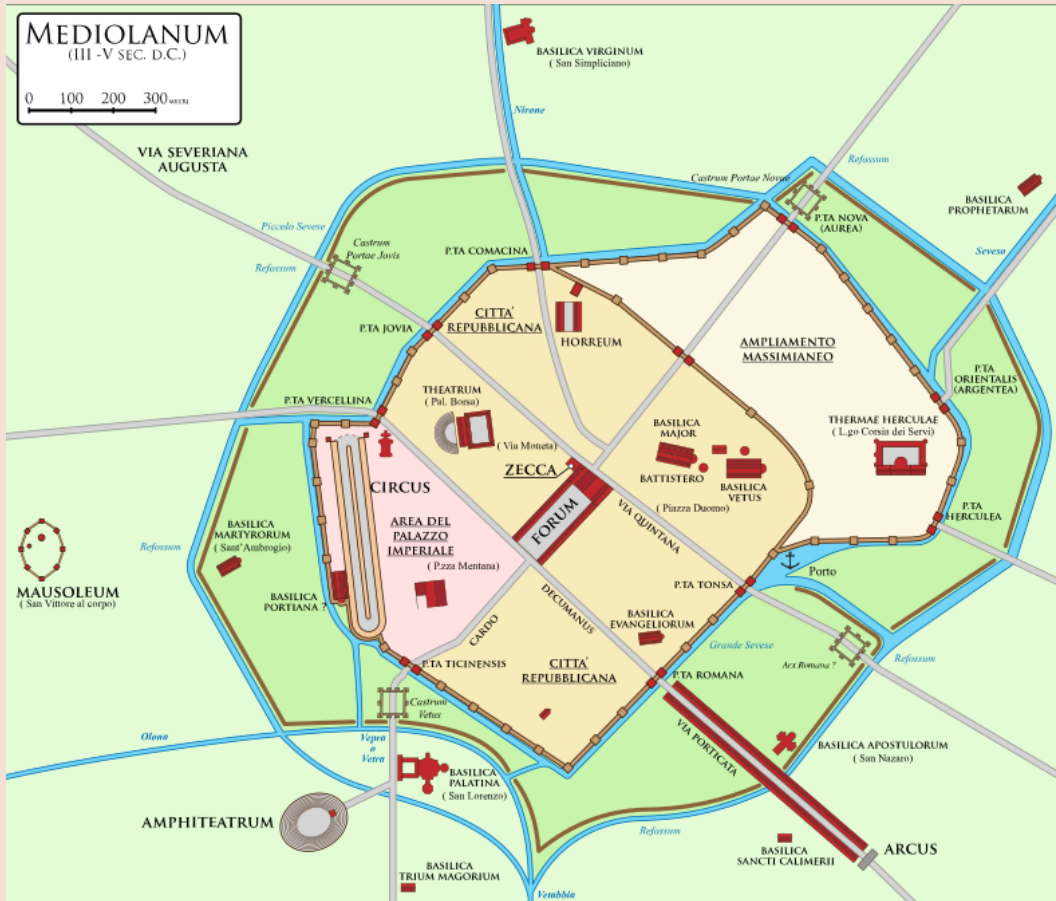 MEDIOLANUM
(III -V SEC. D.C.)
0 100 200 300 METRI
BASILICA VIRGINUM
( San Simpliciano)
Nirone
VIA SEVERIANA
AUGUSTA
Refossum
Castrum Portae Novae
BASILICA
PROPHETARUM
P.TA NOVA
(AUREA)
Piccolo Sevese
Castrum
Portae Jovis
Refossum
P.TA COMACINA
Seveso
CITTA'
REPUBBLICANA
P.TA JOVIA
HORREUM
AMPLIAMENTO
MASSIMIANEO
P.TA
ORIENTALIS
(ARGENTEA)
THEATRUM
( Pal. Borsa)
P.TA VERCELLINA
THERMAE HERCULAE
( L.go Corsia dei Servi)
BASILICA
MAJOR
( Via Moneta)
ZECCA
BATTISTERO
BASILICA
VETUS
CIRCUS
( Piazza Duomo)
FORUM
VIA QUINTANA
P.TA
HERCULEA
AREA DEL
PALAZZO
IMPERIALE
( P.zza Mentana)
BASILICA
MARTYRORUM
( Sant'Ambrogio)
Refossum
MAUSOLEUM
( San Vittore al corpo)
BASILICA
PORTIANA ?
Porto
P.TA TONSA
DECUMANUS
BASILICA
EVANGELIORUM
CARDO
Grande Sevese
Arx Romana ?
Refossum
P.TA TICINENSIS
CITTA'
REPUBBLICANA
P.TA ROMANA
Castrum
Vetus
VIA PORTICATA
Olona
Vepra
o
Vetra
BASILICA APOSTULORUM
( San Nazaro)
BASILICA
PALATINA
( San Lorenzo)
AMPHITEATRUM
Refossum
BASILICA
SANCTI CALIMERII
ARCUS
BASILICA
TRIUM MAGORIUM
Vetabbia